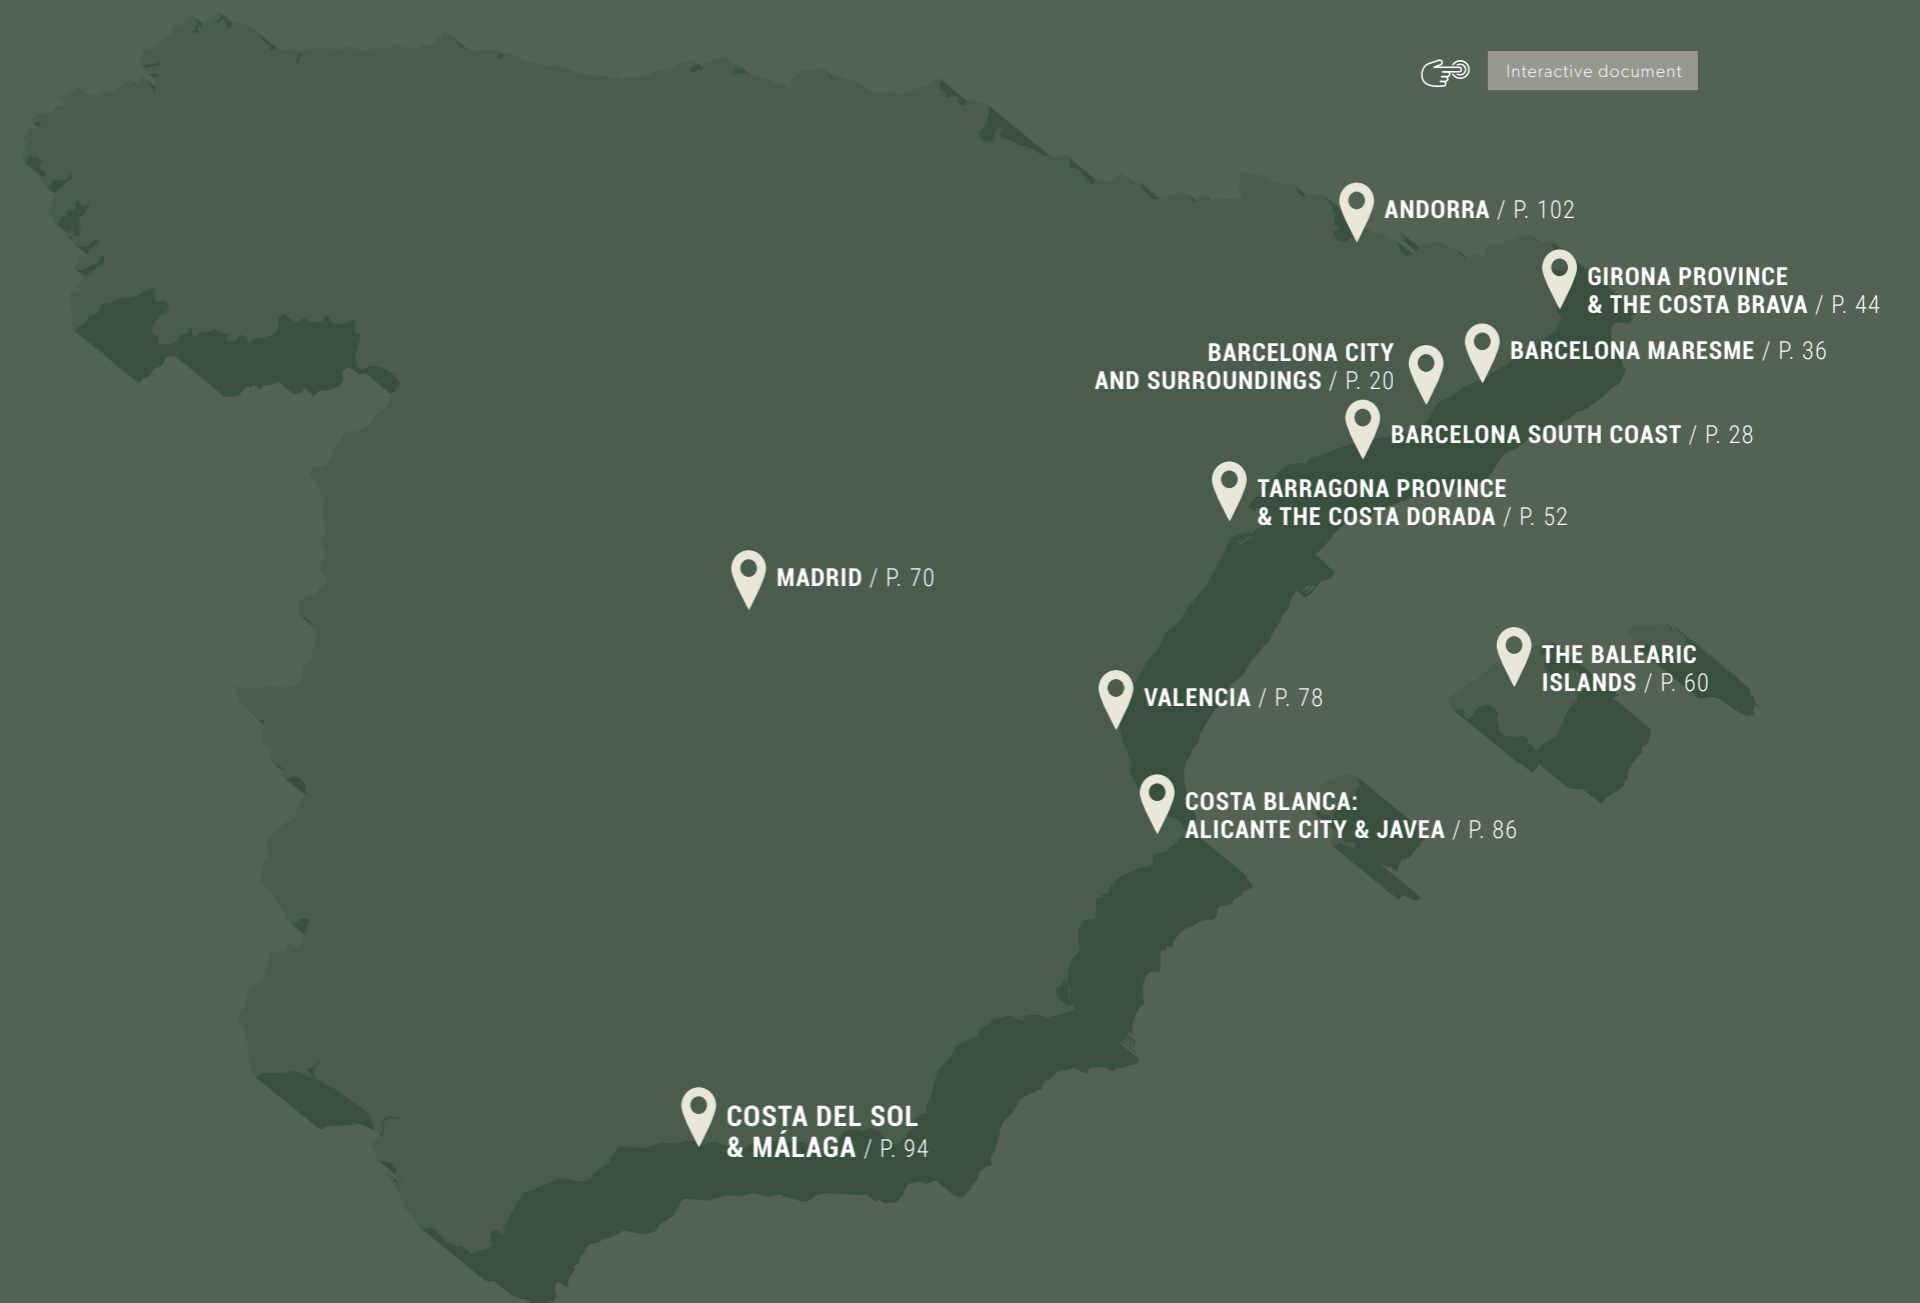 Interactive document
ANDORRA / P. 102
GIRONA PROVINCE
& THE COSTA BRAVA / P. 44
BARCELONA CITY
AND SURROUNDINGS / P. 20
BARCELONA MARESME / P. 36
BARCELONA SOUTH COAST / P. 28
TARRAGONA PROVINCE
& THE COSTA DORADA / P. 52
MADRID / P. 70
THE BALEARIC
ISLANDS / P. 60
VALENCIA / P. 78
COSTA BLANCA:
ALICANTE CITY & JAVEA / P. 86
COSTA DEL SOL
& MÁLAGA / P. 94